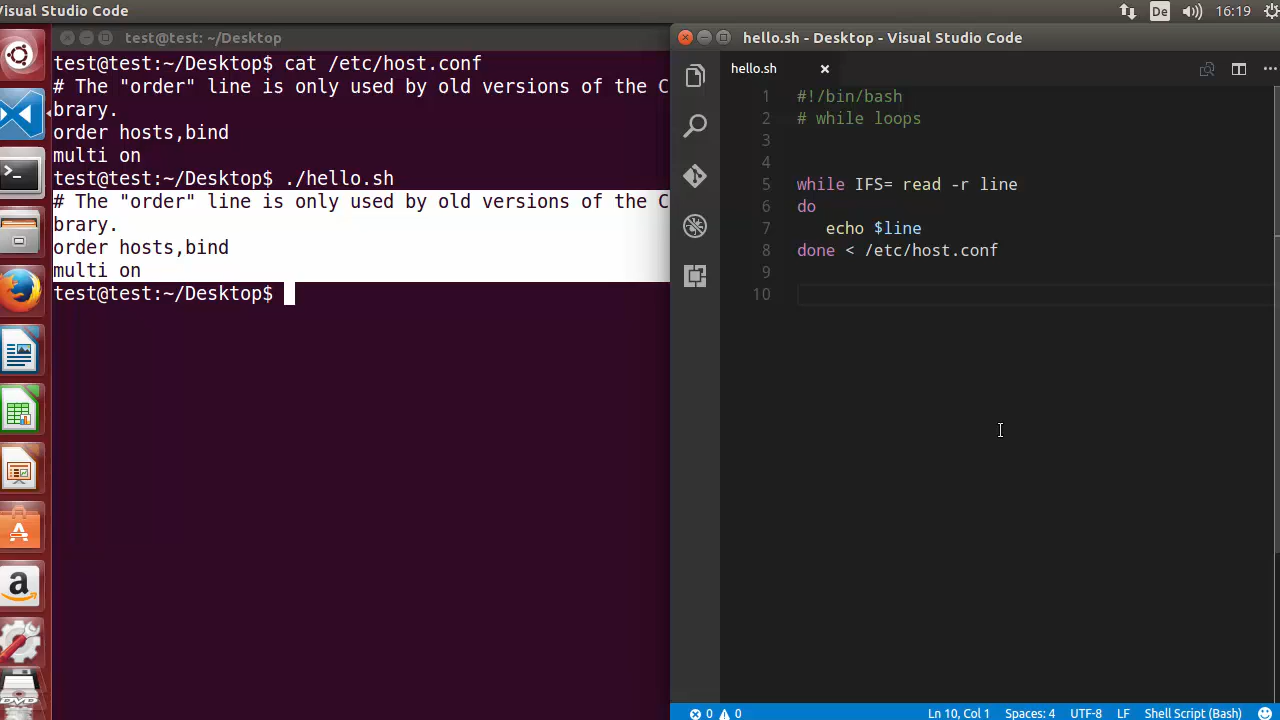 Visual Studio Code
De
16:19
test@test: ~/Desktop
test@test:~/Desktop$ cat /etc/host.conf
# The "order" line is only used by old versions of the C
brary.
order hosts,bind
multi on
test@test:~/Desktop$ ./hello.sh
# The "order" line is only used by old versions of the C
brary.
order hosts,bind
multi on
test@test:~/Desktop$
hello.sh - Desktop - Visual Studio Code
hello.sh
1 #!/bin/bash
2 # while loops
3
4
5 while IFS= read -r line
6 do
7 echo $line
8 done < /etc/host.conf
9
10
0 0
Ln 10, Col 1 Spaces: 4 UTF-8 LF Shell Script (Bash)